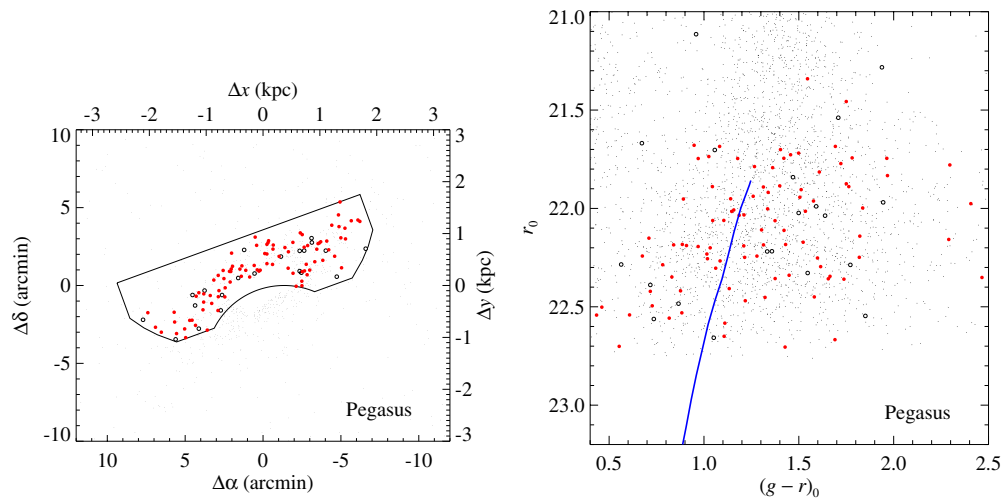 Δx (kpc)
-3 -2 -1 0 1 2
10
5
0
-5
-10
Δδ (arcmin)
3
2
1
0
-1
-2
-3
Δy (kpc)
Pegasus
10 5 0 -5 -10
Δα (arcmin)
21.0
21.5
22.0
22.5
23.0
r₀
Pegasus
0.5 1.0 1.5 2.0 2.5
(g − r)₀